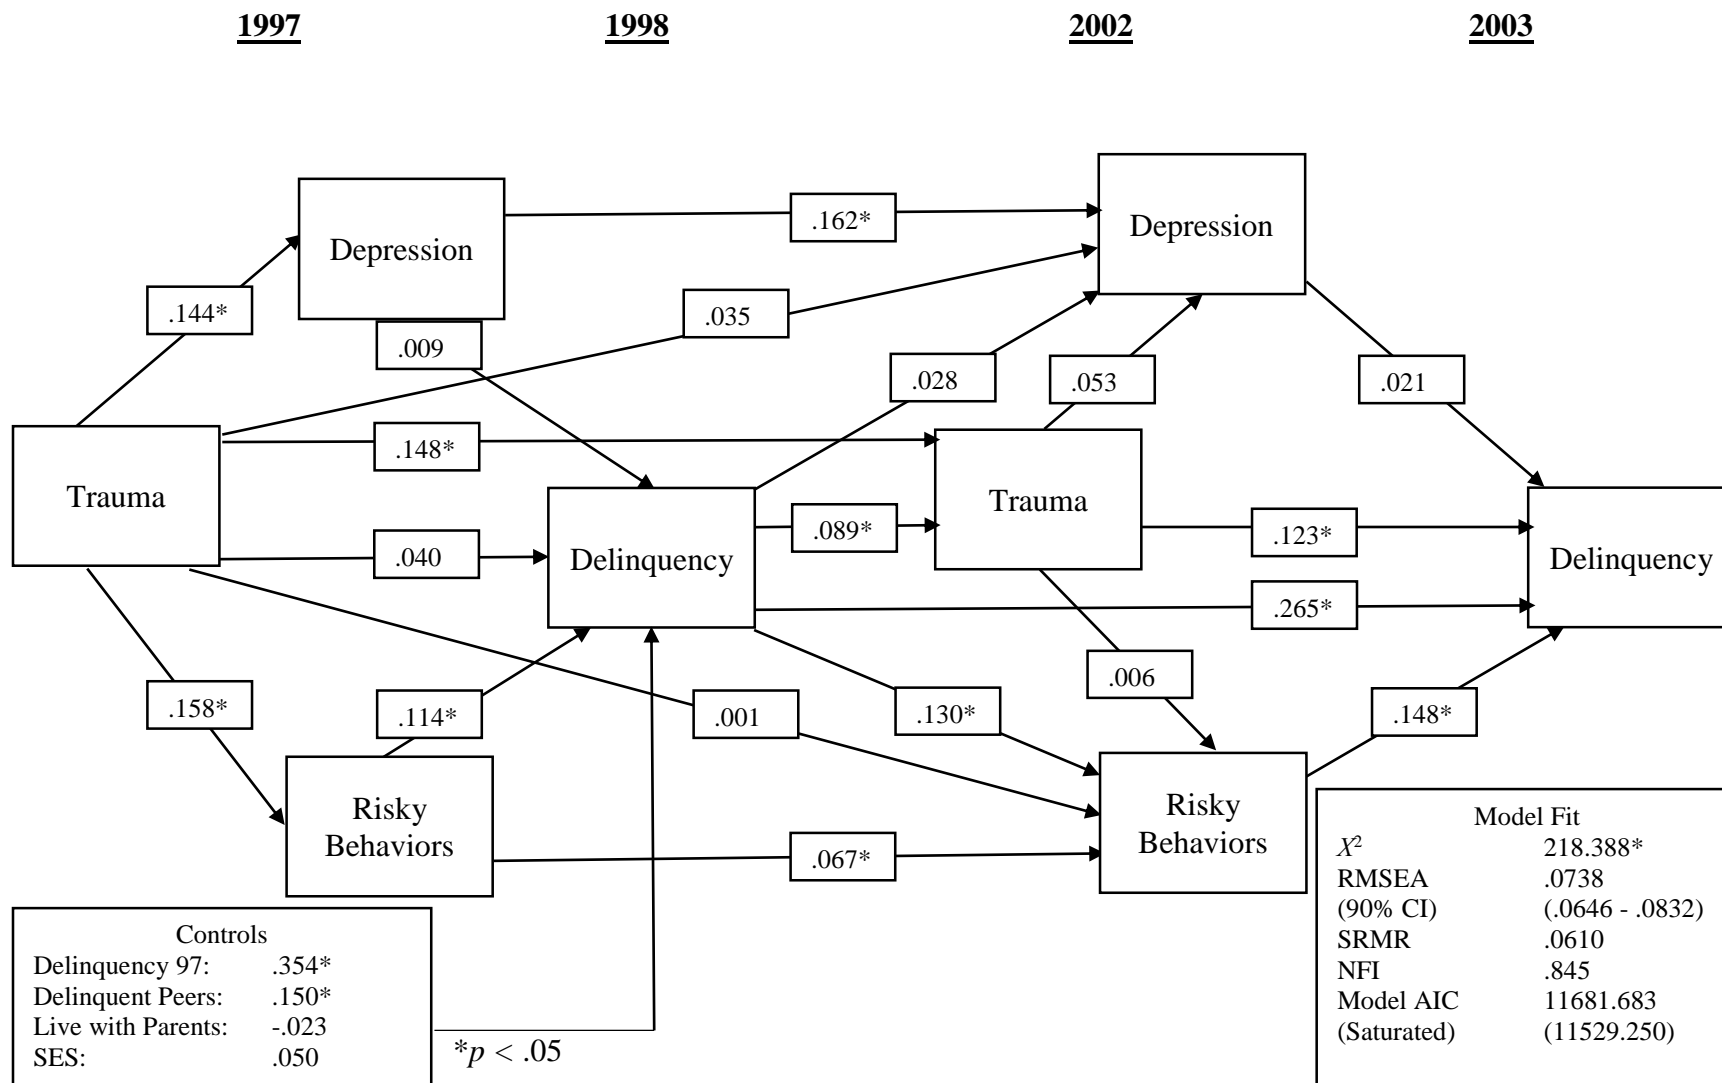 1997 1998 2002 2003
Depression
Depression
.162*
.144*
.035
.009
.028
.053
.021
.148*
Trauma
Trauma
.040
Delinquency
.089*
.123*
Delinquency
.265*
.158*
.114*
.001
.130*
.006
.148*
Risky
Behaviors
Risky
Behaviors
.067*
Controls
Delinquency 97: .354*
Delinquent Peers: .150*
Live with Parents: -.023
SES: .050
*p < .05
Model Fit
X² 218.388*
RMSEA .0738
(90% CI) (.0646 - .0832)
SRMR .0610
NFI .845
Model AIC 11681.683
(Saturated) (11529.250)